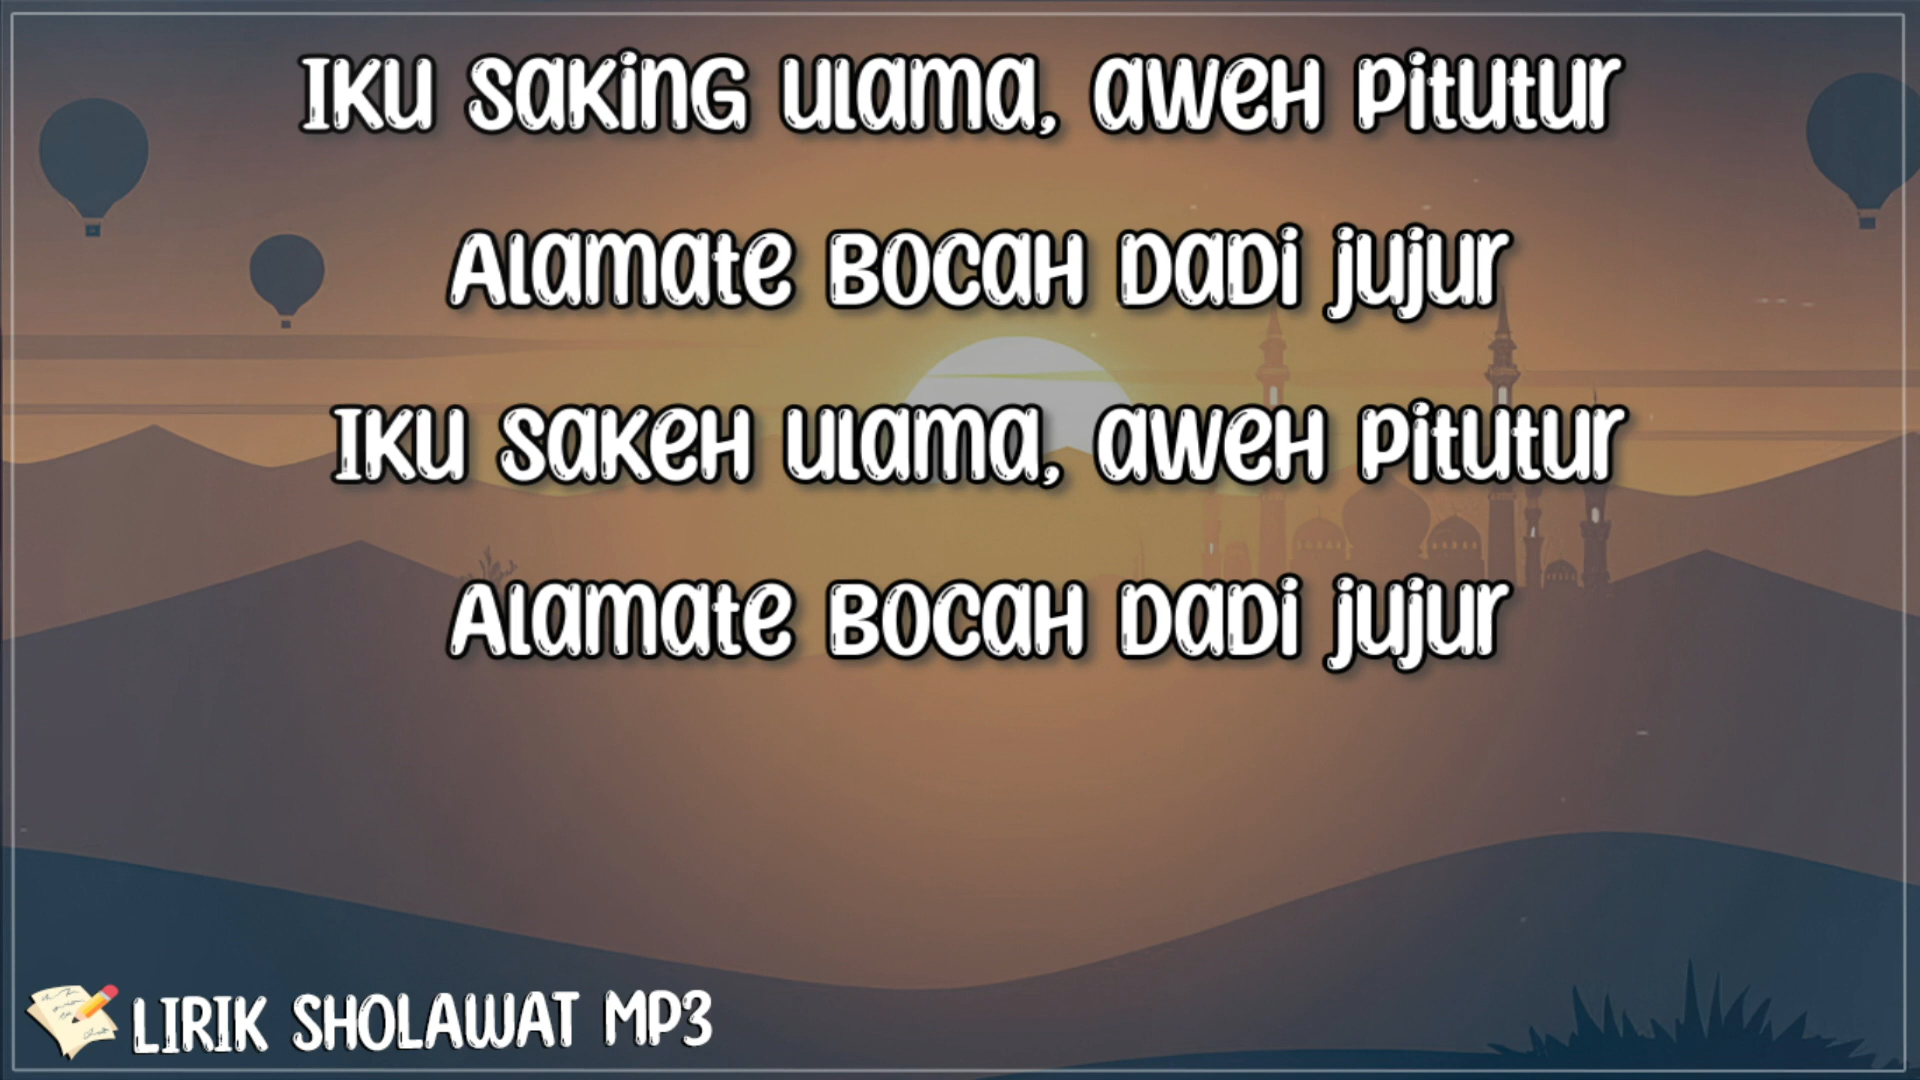 Iku saking ulama, aweh pitutur
Alamate bocah dadi jujur
Iku sakeh ulama, aweh pitutur
Alamate bocah dadi jujur
LIRIK SHOLAWAT MP3